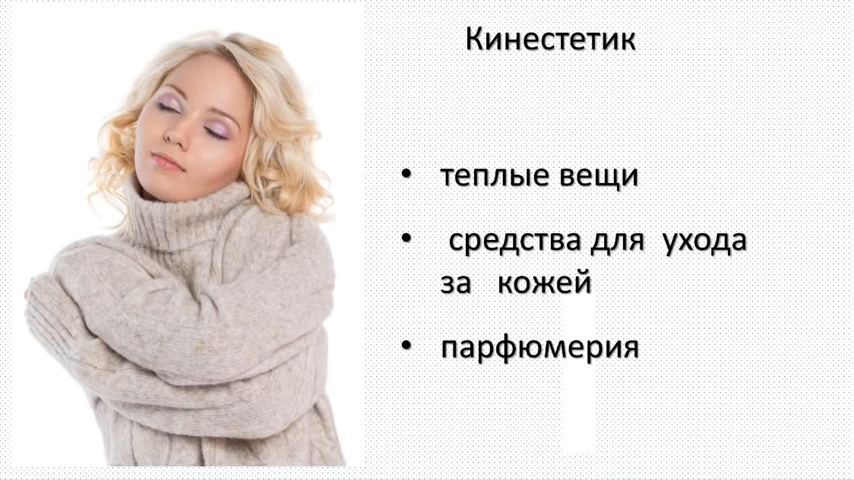 Кинестетик
• теплые вещи
• средства для ухода
за кожей
• парфюмерия